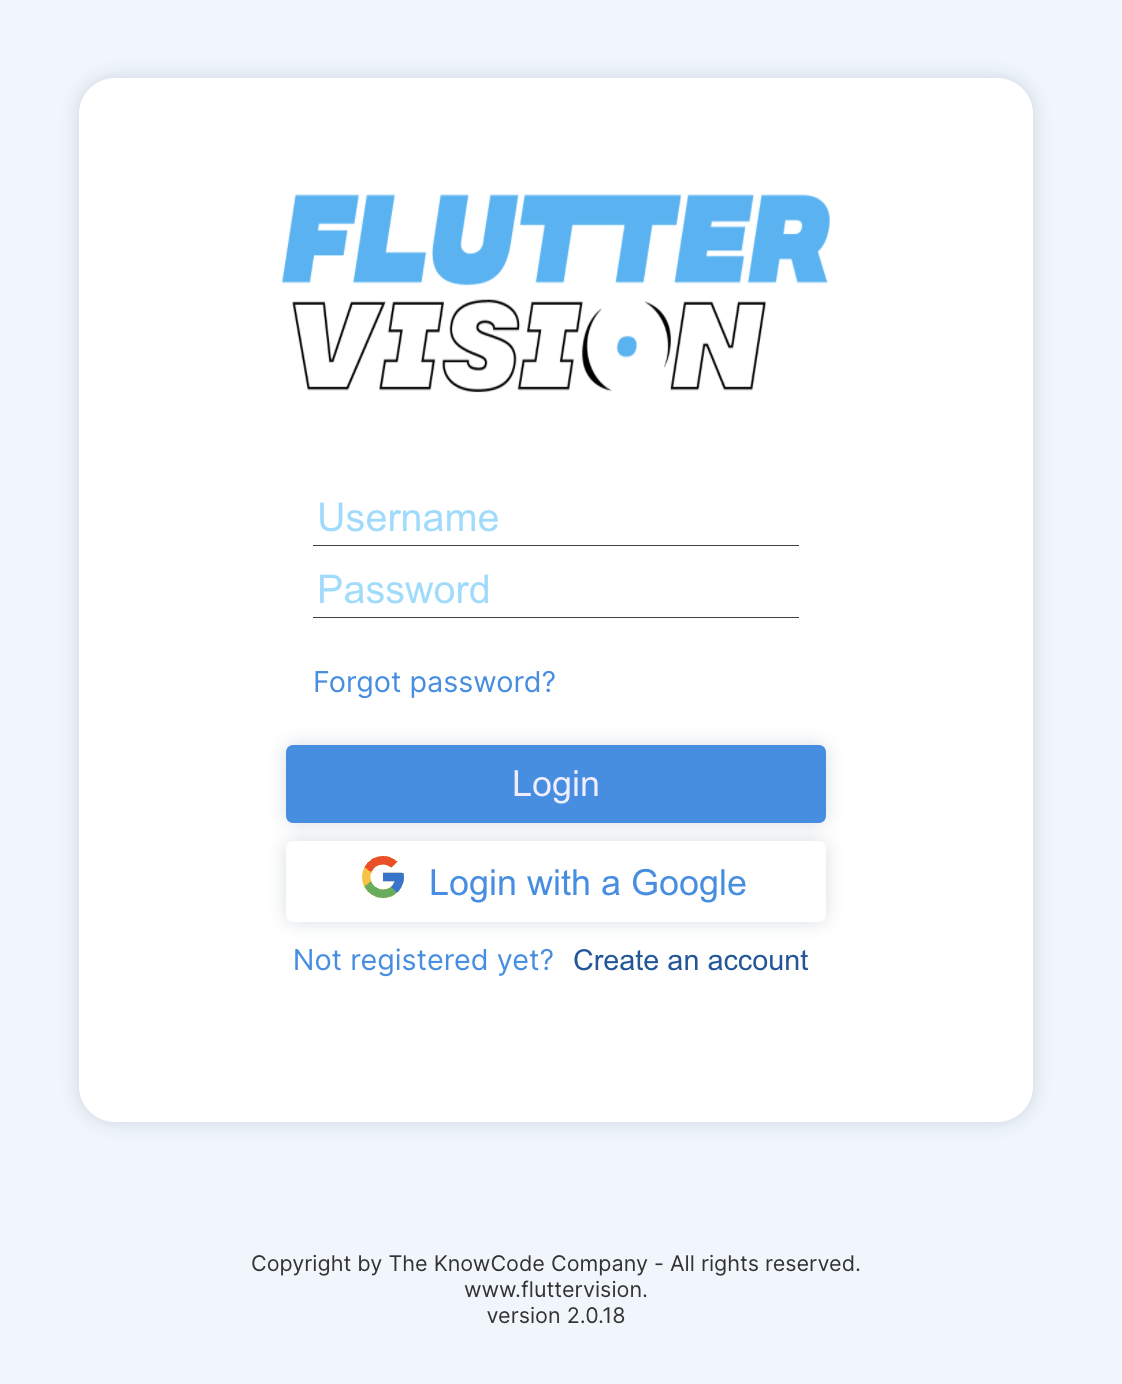 FLUTTER
VISION
Username
Password
Forgot password?
Login
Login with a Google
Not registered yet? Create an account
Copyright by The KnowCode Company - All rights reserved.
www.fluttervision.
version 2.0.18